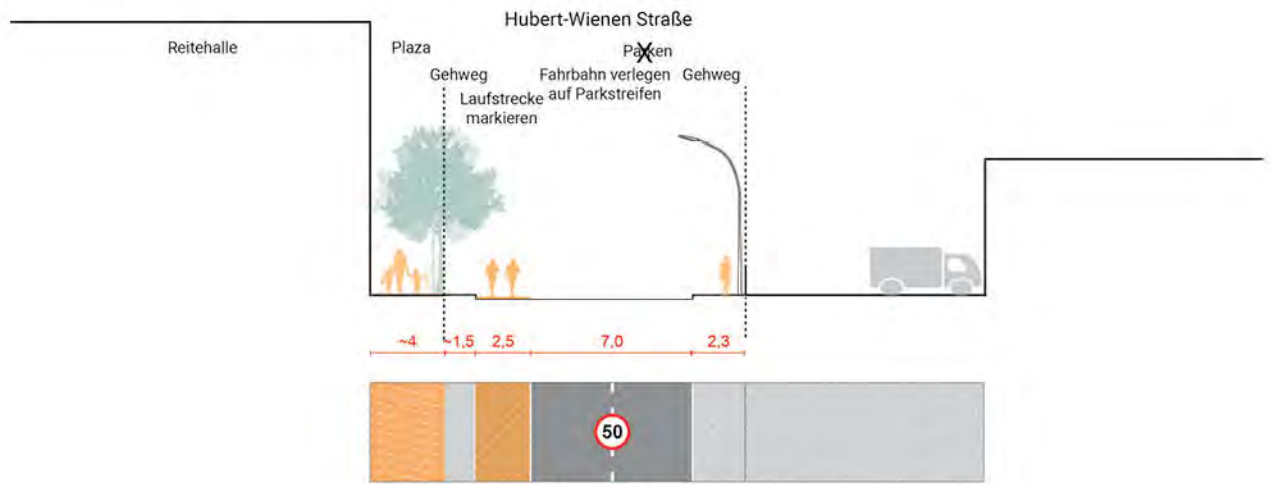 Hubert-Wienen Straße
Reitehalle
Plaza
Parken
Gehweg
Fahrbahn verlegen
auf Parkstreifen
Gehweg
Laufstrecke
markieren
~4
~1,5
2,5
7,0
2,3
50